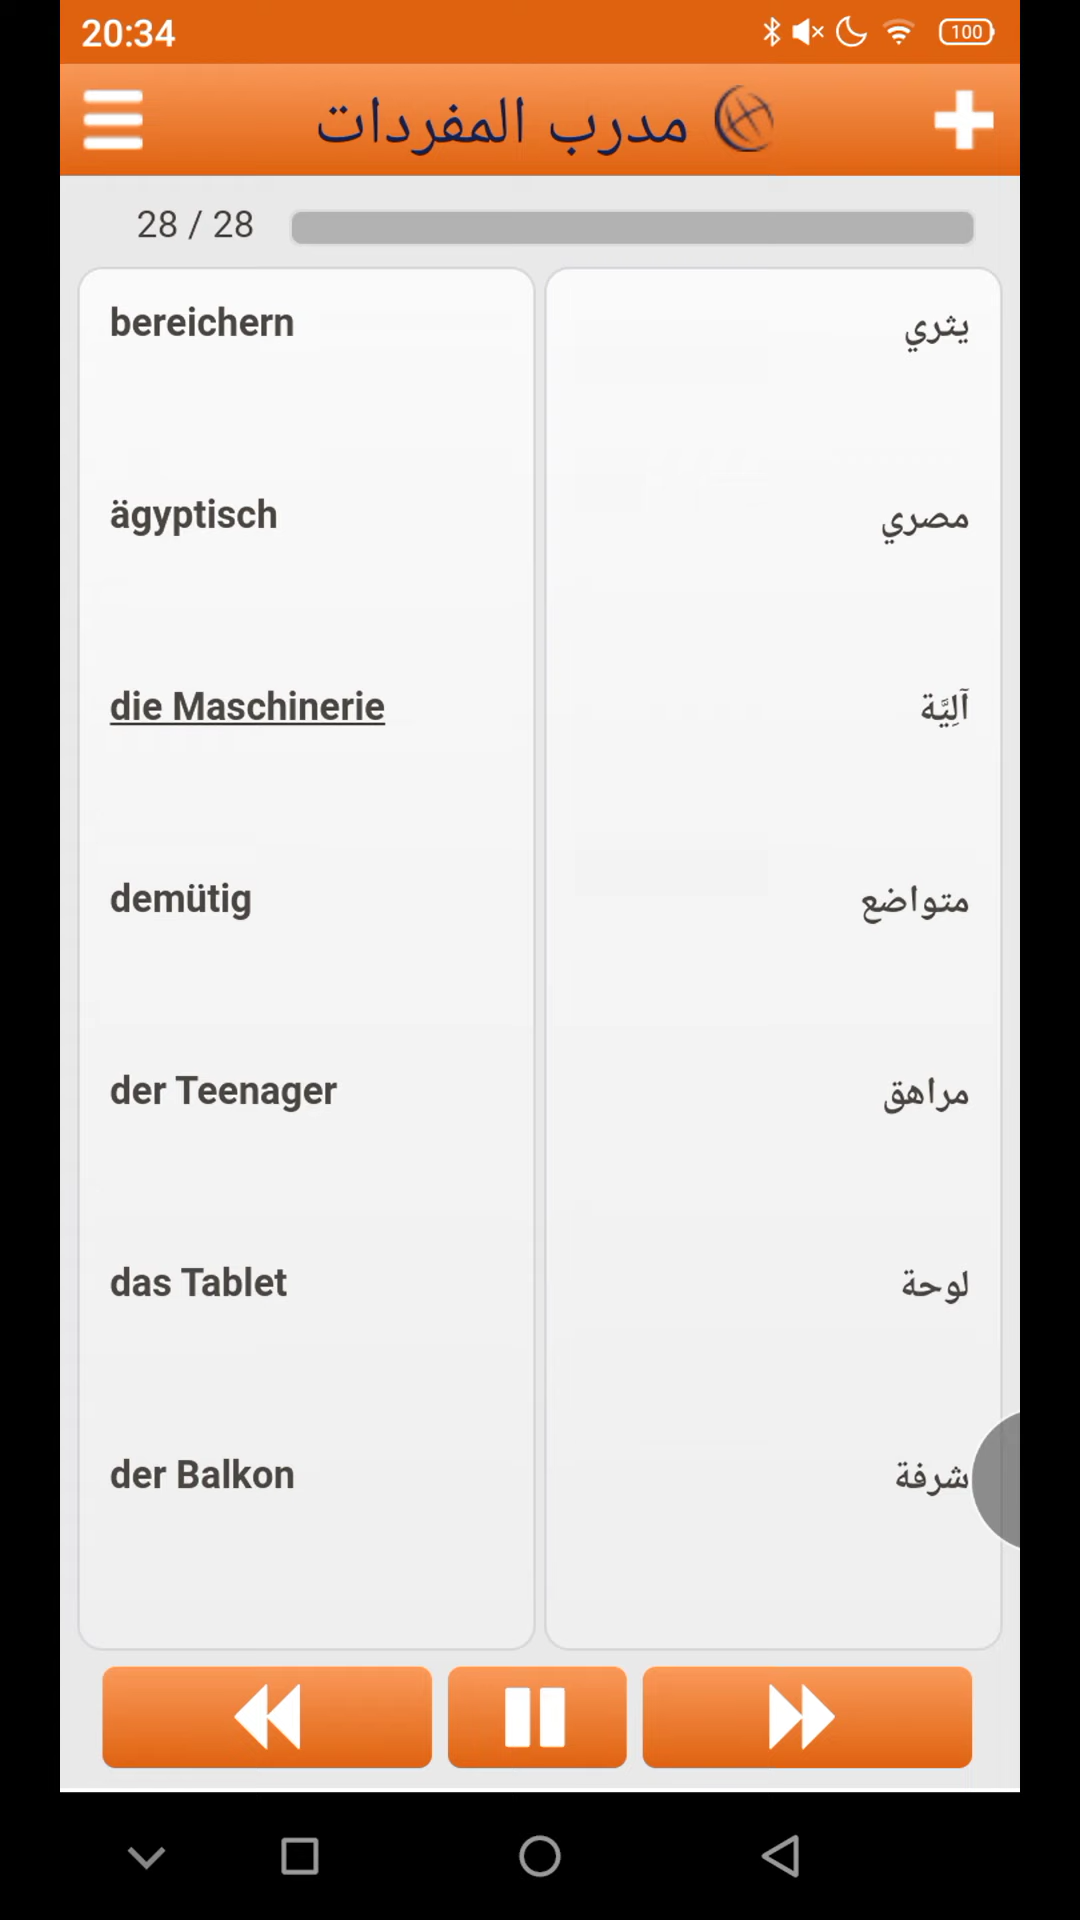 20:34
100
مدرب المفردات
28 / 28
bereichern
يثري
ägyptisch
مصري
die Maschinerie
آلِيَّة
demütig
متواضع
der Teenager
مراهق
das Tablet
لوحة
der Balkon
شرفة